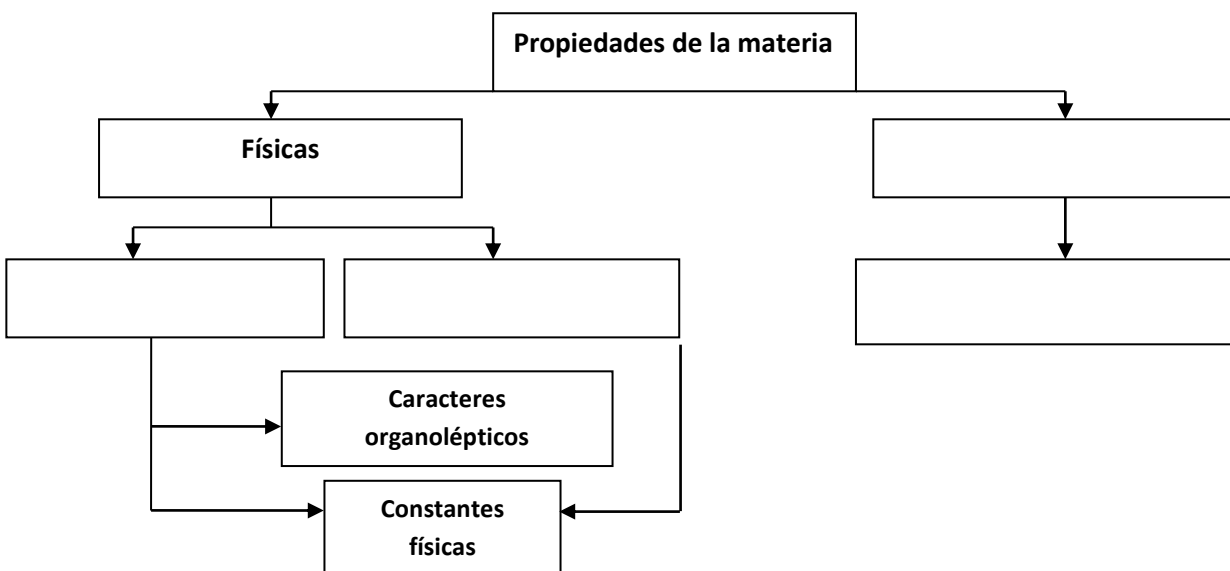 Propiedades de la materia
Físicas
Caracteres
organolépticos
Constantes
físicas